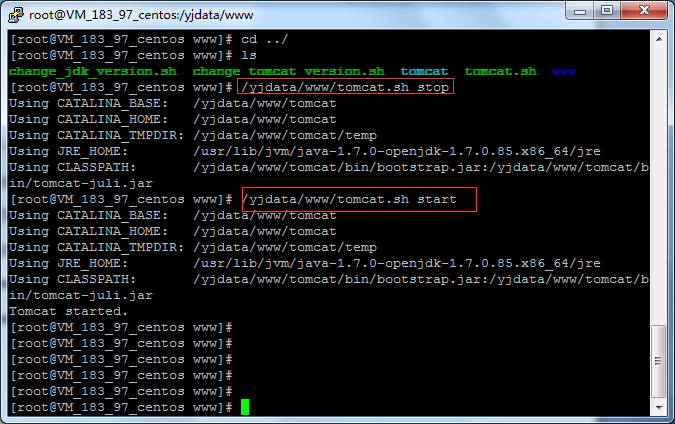 root@VM_183_97_centos:/yjdata/www
[root@VM_183_97_centos www]# cd ../
[root@VM_183_97_centos www]# ls
change_jdk_version.sh change_tomcat_version.sh tomcat tomcat.sh www
[root@VM_183_97_centos www]# /yjdata/www/tomcat.sh stop
Using CATALINA_BASE: /yjdata/www/tomcat
Using CATALINA_HOME: /yjdata/www/tomcat
Using CATALINA_TMPDIR: /yjdata/www/tomcat/temp
Using JRE_HOME: /usr/lib/jvm/java-1.7.0-openjdk-1.7.0.85.x86_64/jre
Using CLASSPATH: /yjdata/www/tomcat/bin/bootstrap.jar:/yjdata/www/tomcat/b
in/tomcat-juli.jar
[root@VM_183_97_centos www]# /yjdata/www/tomcat.sh start
Using CATALINA_BASE: /yjdata/www/tomcat
Using CATALINA_HOME: /yjdata/www/tomcat
Using CATALINA_TMPDIR: /yjdata/www/tomcat/temp
Using JRE_HOME: /usr/lib/jvm/java-1.7.0-openjdk-1.7.0.85.x86_64/jre
Using CLASSPATH: /yjdata/www/tomcat/bin/bootstrap.jar:/yjdata/www/tomcat/b
in/tomcat-juli.jar
Tomcat started.
[root@VM_183_97_centos www]#
[root@VM_183_97_centos www]#
[root@VM_183_97_centos www]#
[root@VM_183_97_centos www]#
[root@VM_183_97_centos www]#
[root@VM_183_97_centos www]#